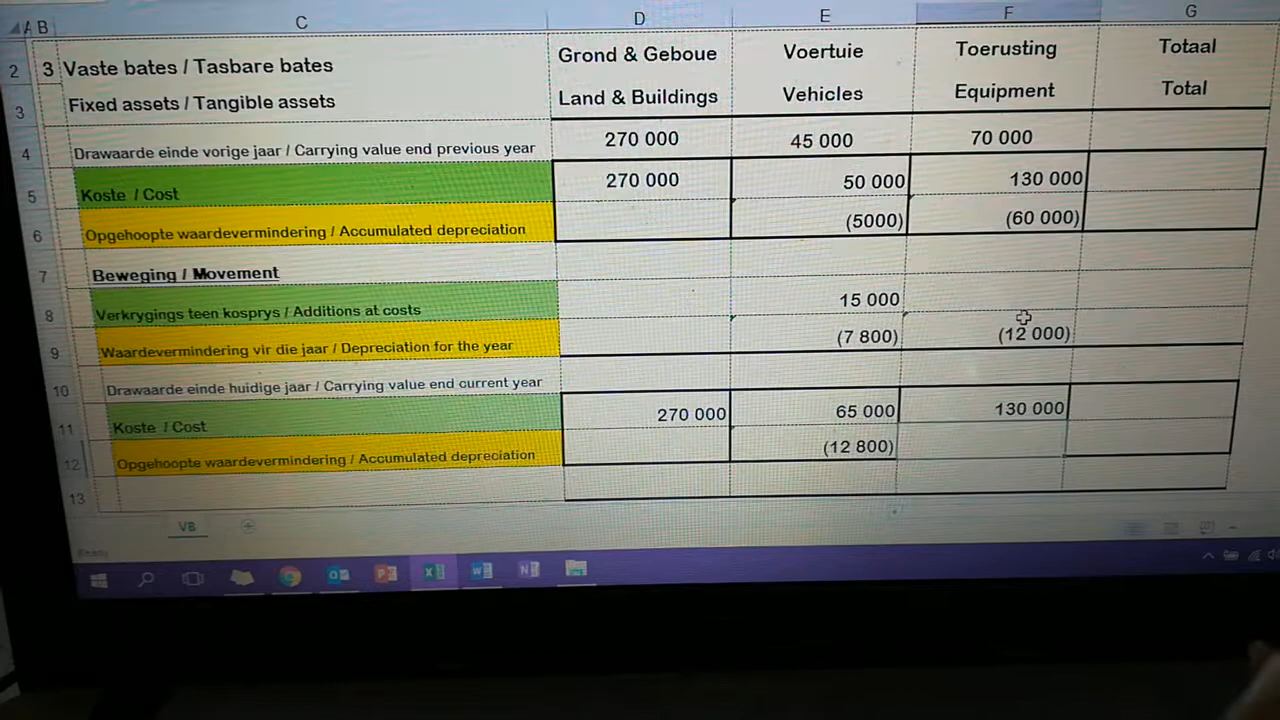 A B C D E F G
2 3 Vaste bates / Tasbare bates Grond & Geboue Voertuie Toerusting Totaal
3 Fixed assets / Tangible assets Land & Buildings Vehicles Equipment Total
4 Drawaarde einde vorige jaar / Carrying value end previous year 270 000 45 000 70 000
5 Koste / Cost 270 000 50 000 130 000
6 Opgehoopte waardevermindering / Accumulated depreciation (5000) (60 000)
7 Beweging / Movement
8 Verkrygings teen kosprys / Additions at costs 15 000
9 Waardevermindering vir die jaar / Depreciation for the year (7 800) (12 000)
10 Drawaarde einde huidige jaar / Carrying value end current year
11 Koste / Cost 270 000 65 000 130 000
12 Opgehoopte waardevermindering / Accumulated depreciation (12 800)
13
VB
Ready